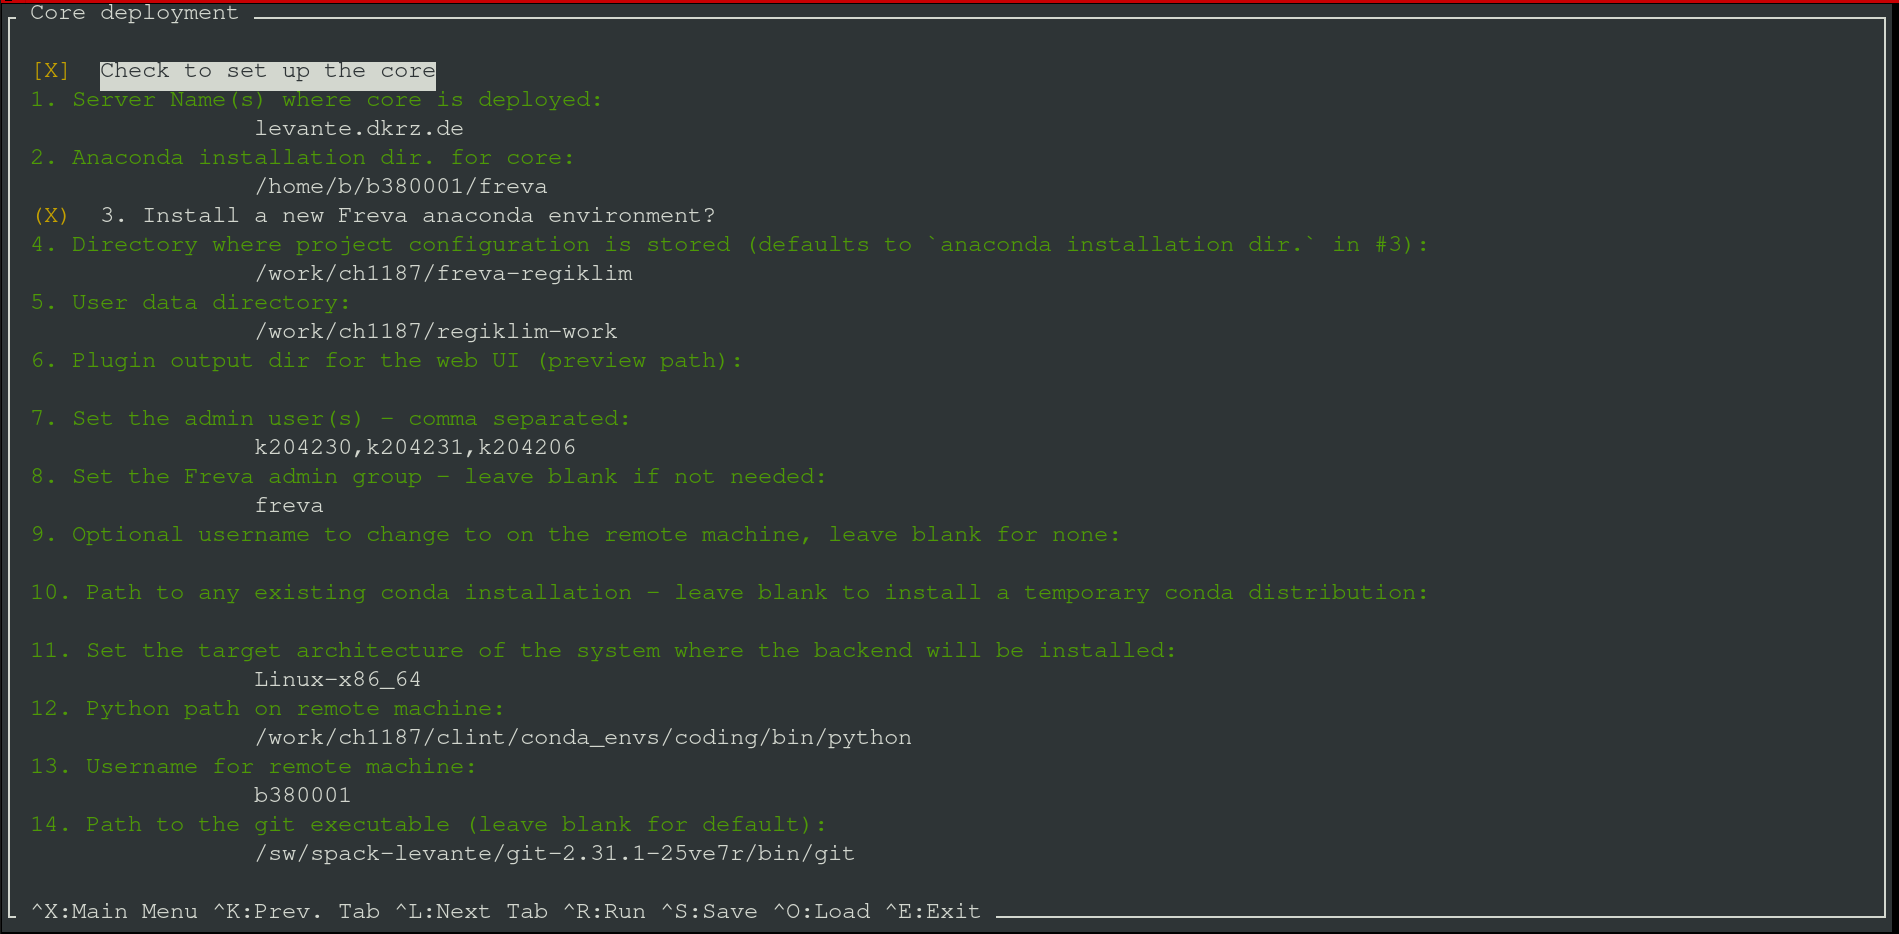 Core deployment
[X] Check to set up the core
1. Server Name(s) where core is deployed:
levante.dkrz.de
2. Anaconda installation dir. for core:
/home/b/b380001/freva
(X) 3. Install a new Freva anaconda environment?
4. Directory where project configuration is stored (defaults to `anaconda installation dir.` in #3):
/work/ch1187/freva-regiklim
5. User data directory:
/work/ch1187/regiklim-work
6. Plugin output dir for the web UI (preview path):
7. Set the admin user(s) - comma separated:
k204230,k204231,k204206
8. Set the Freva admin group - leave blank if not needed:
freva
9. Optional username to change to on the remote machine, leave blank for none:
10. Path to any existing conda installation - leave blank to install a temporary conda distribution:
11. Set the target architecture of the system where the backend will be installed:
Linux-x86_64
12. Python path on remote machine:
/work/ch1187/clint/conda_envs/coding/bin/python
13. Username for remote machine:
b380001
14. Path to the git executable (leave blank for default):
/sw/spack-levante/git-2.31.1-25ve7r/bin/git
^X:Main Menu ^K:Prev. Tab ^L:Next Tab ^R:Run ^S:Save ^O:Load ^E:Exit